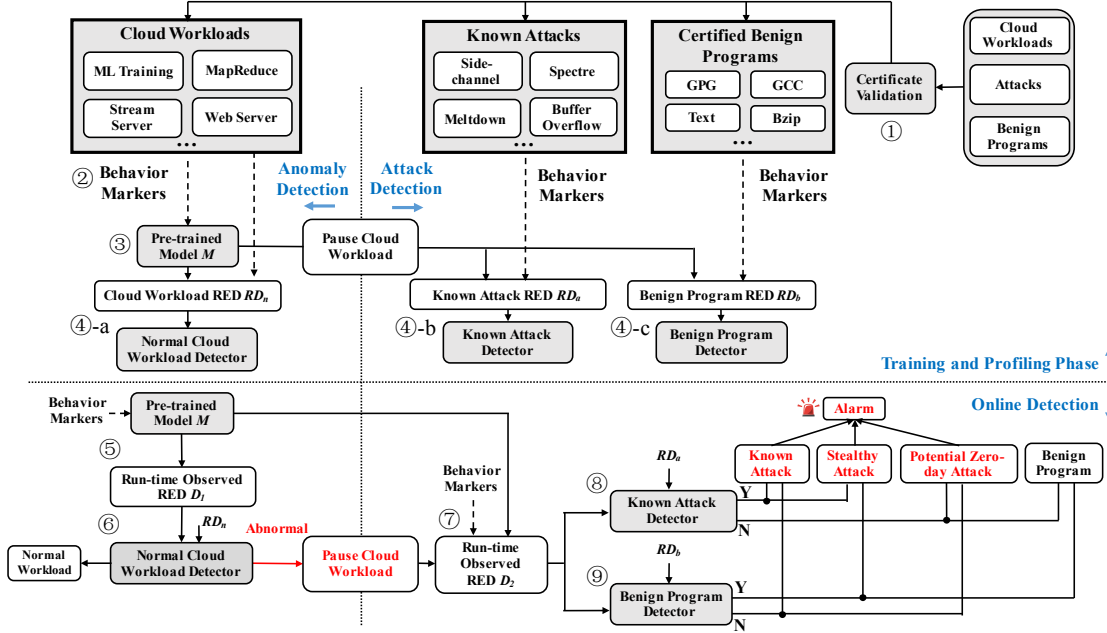 Cloud Workloads
ML Training
MapReduce
Stream
Server
Web Server
...
Known Attacks
Side-
channel
Spectre
Meltdown
Buffer
Overflow
...
Certified Benign
Programs
GPG
GCC
Text
Bzip
...
Certificate
Validation
①
Cloud
Workloads
Attacks
Benign
Programs
② Behavior
Markers
Anomaly
Detection
Attack
Detection
Behavior
Markers
Behavior
Markers
③
Pre-trained
Model M
Pause Cloud
Workload
Cloud Workload RED RDn
Known Attack RED RDa
Benign Program RED RDb
④-a
Normal Cloud
Workload Detector
④-b
Known Attack
Detector
④-c
Benign Program
Detector
Training and Profiling Phase
Online Detection
Behavior
Markers
Pre-trained
Model M
⑤
Run-time Observed
RED D1
⑥
RDn
Normal
Workload
Normal Cloud
Workload Detector
Abnormal
Pause Cloud
Workload
Behavior
Markers
⑦
Run-time
Observed
RED D2
RDa
⑧
Known Attack
Detector
Y
N
RDb
⑨
Benign Program
Detector
Y
N
Alarm
Known
Attack
Stealthy
Attack
Potential Zero-
day Attack
Benign
Program